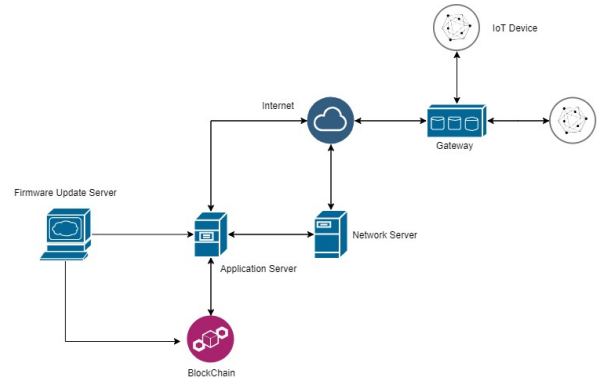 IoT Device
Internet
Gateway
Firmware Update Server
Network Server
Application Server
BlockChain